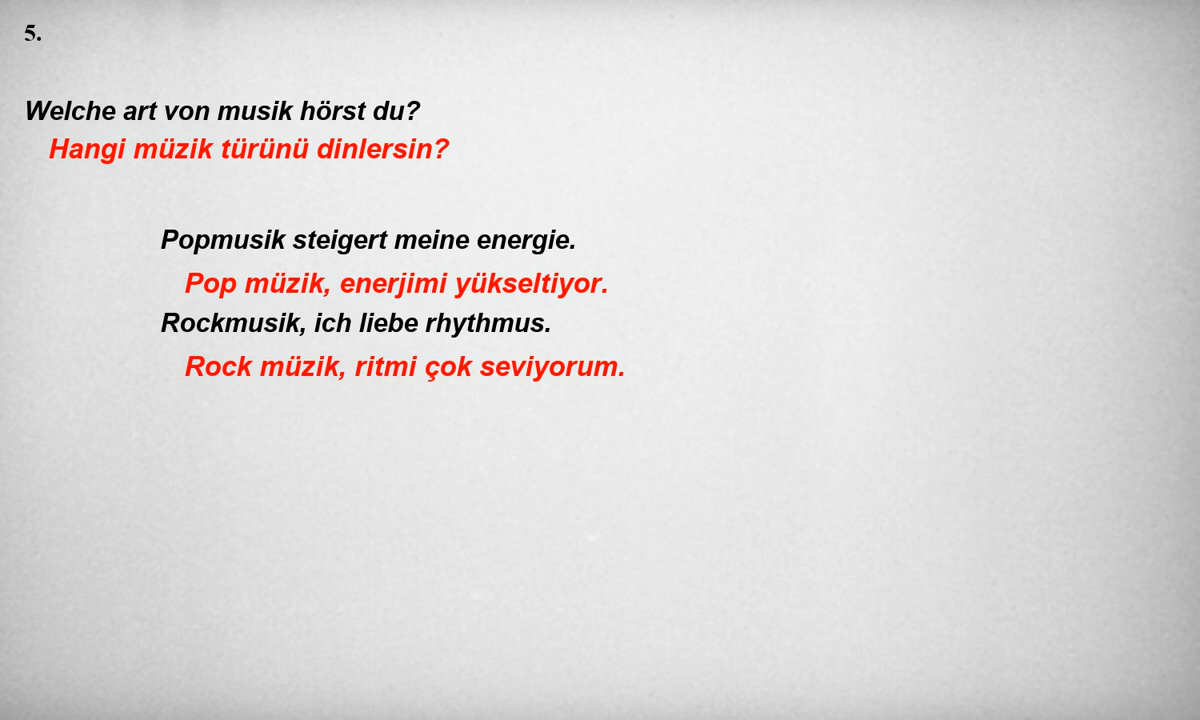 5.
Welche art von musik hörst du?
Hangi müzik türünü dinlersin?
Popmusik steigert meine energie.
Pop müzik, enerjimi yükseltiyor.
Rockmusik, ich liebe rhythmus.
Rock müzik, ritmi çok seviyorum.